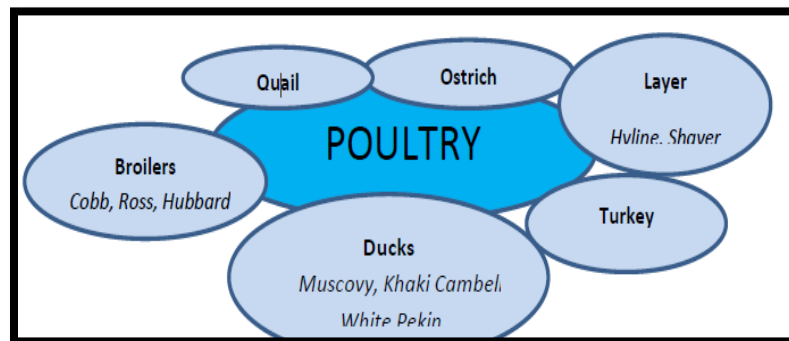 Quail
Ostrich
Layer
Hyline, Shaver
POULTRY
Broilers
Cobb, Ross, Hubbard
Turkey
Ducks
Muscovy, Khaki Cambell
White Pekin